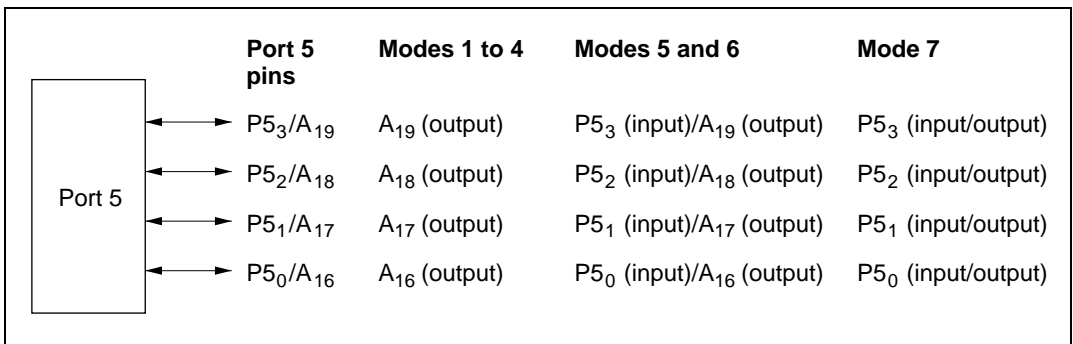 Port 5 pins Modes 1 to 4 Modes 5 and 6 Mode 7
P5₃/A₁₉ A₁₉ (output) P5₃ (input)/A₁₉ (output) P5₃ (input/output)
P5₂/A₁₈ A₁₈ (output) P5₂ (input)/A₁₈ (output) P5₂ (input/output)
Port 5
P5₁/A₁₇ A₁₇ (output) P5₁ (input)/A₁₇ (output) P5₁ (input/output)
P5₀/A₁₆ A₁₆ (output) P5₀ (input)/A₁₆ (output) P5₀ (input/output)